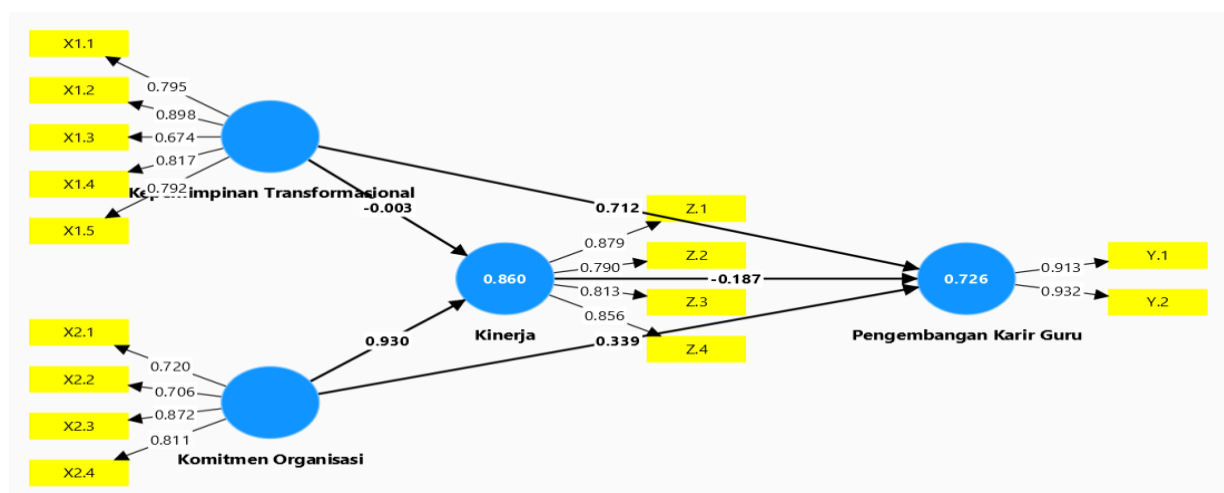 X1.1
0.795
X1.2
0.898
X1.3
0.674
X1.4
0.817
X1.5
0.792
Transformasional
-0.003
0.712
Z.1
0.879
Z.2
0.790
0.860
-0.187
0.813
Z.3
0.856
Z.4
Kinerja
0.726
0.913
Y.1
0.932
Y.2
Pengembangan Karir Guru
X2.1
0.720
X2.2
0.706
X2.3
0.872
X2.4
0.811
0.930
0.339
Komitmen Organisasi